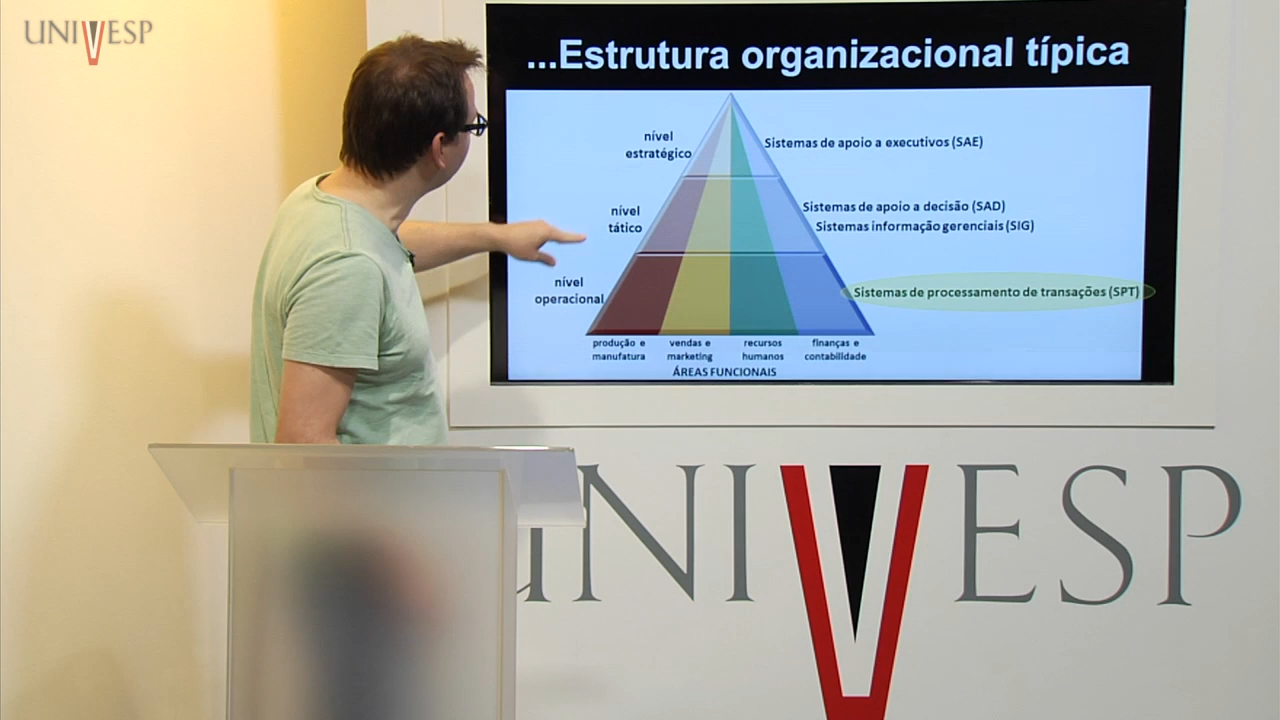 UNIVESP
...Estrutura organizacional típica
nível
estratégico
Sistemas de apoio a executivos (SAE)
nível
tático
Sistemas de apoio a decisão (SAD)
Sistemas informação gerenciais (SIG)
nível
operacional
Sistemas de processamento de transações (SPT)
produção e
manufatura
vendas e
marketing
recursos
humanos
finanças e
contabilidade
ÁREAS FUNCIONAIS
UNIVESP